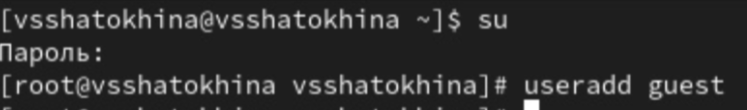 [vsshatokhina@vsshatokhina ~]$ su
Пароль:
[root@vsshatokhina vsshatokhina]# useradd guest